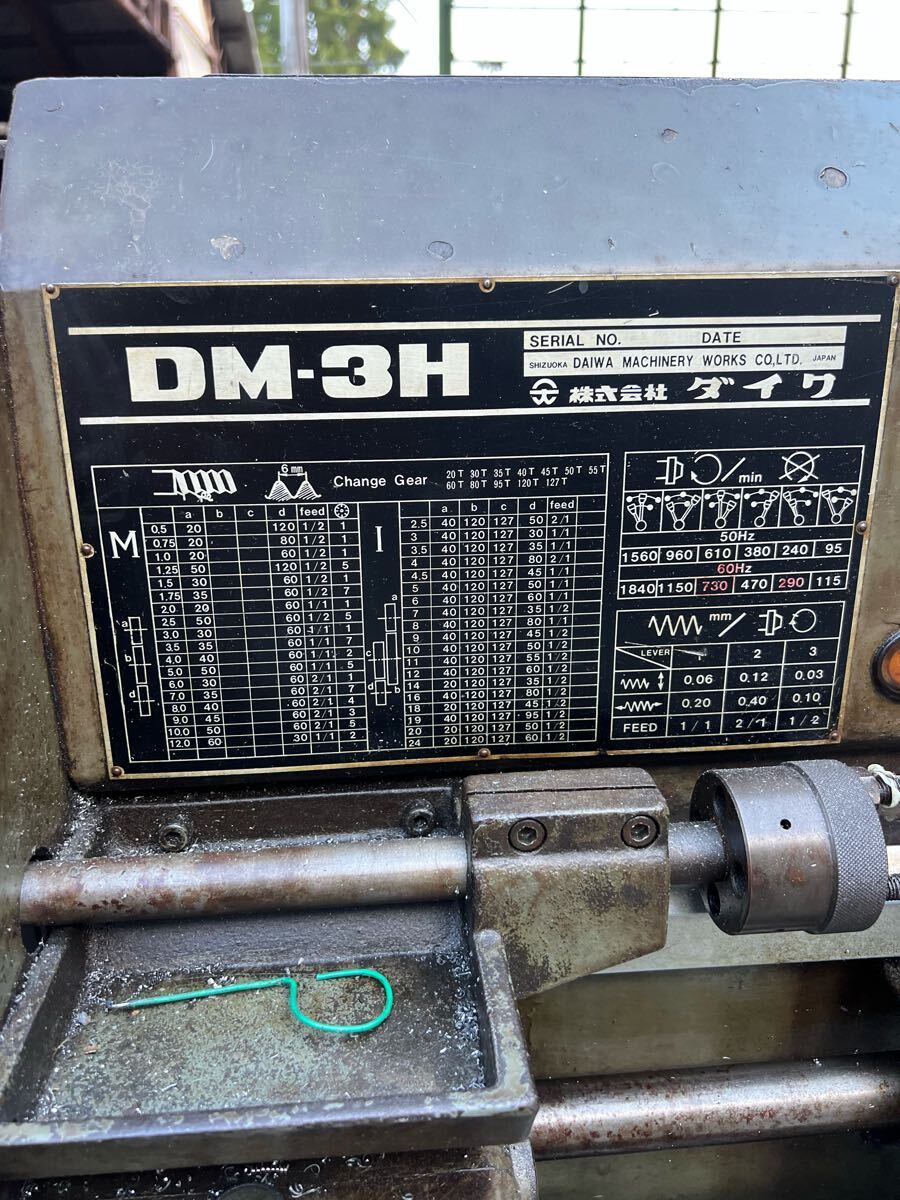 DM-3H
SERIAL NO. DATE
SHIZUOKA DAIWA MACHINERY WORKS CO,LTD. JAPAN
株式会社 ダイワ
6 mm
Change Gear
20T 30T 35T 40T 45T 50T 55T
60T 80T 95T 120T 127T
M
a b c d feed
0.5 20 120 1/2 1
0.75 20 80 1/2 1
1.0 20 60 1/2 1
1.25 50 120 1/2 5
1.5 30 60 1/2 1
1.75 35 60 1/2 7
2.0 20 60 1/1 1
2.5 50 60 1/2 5
3.0 30 60 1/1 1
3.5 35 60 1/1 7
4.0 40 60 1/1 2
5.0 50 60 1/1 5
6.0 30 60 2/1 1
7.0 35 60 2/1 7
8.0 40 60 2/1 4
9.0 45 60 2/1 3
10.0 50 60 2/1 5
12.0 60 30 1/1 2
a
b
d
I
a b c d feed
2.5 40 120 127 50 2/1
3 40 120 127 30 1/1
3.5 40 120 127 35 1/1
4 40 120 127 80 2/1
4.5 40 120 127 45 1/1
5 40 120 127 50 1/1
6 40 120 127 30 1/2
7 40 120 127 35 1/2
8 40 120 127 80 1/1
9 40 120 127 45 1/2
10 40 120 127 50 1/2
11 40 120 127 55 1/2
12 40 120 127 60 1/2
14 20 120 127 35 1/2
16 40 120 127 80 1/2
18 20 120 127 45 1/2
19 40 120 127 95 1/2
20 20 120 127 50 1/2
24 20 120 127 60 1/2
a
c
d b
/min
50Hz
1560 960 610 380 240 95
60Hz
1840 1150 730 470 290 115
mm/
LEVER 1 2 3
0.06 0.12 0.03
0.20 0.40 0.10
FEED 1/1 2/1 1/2